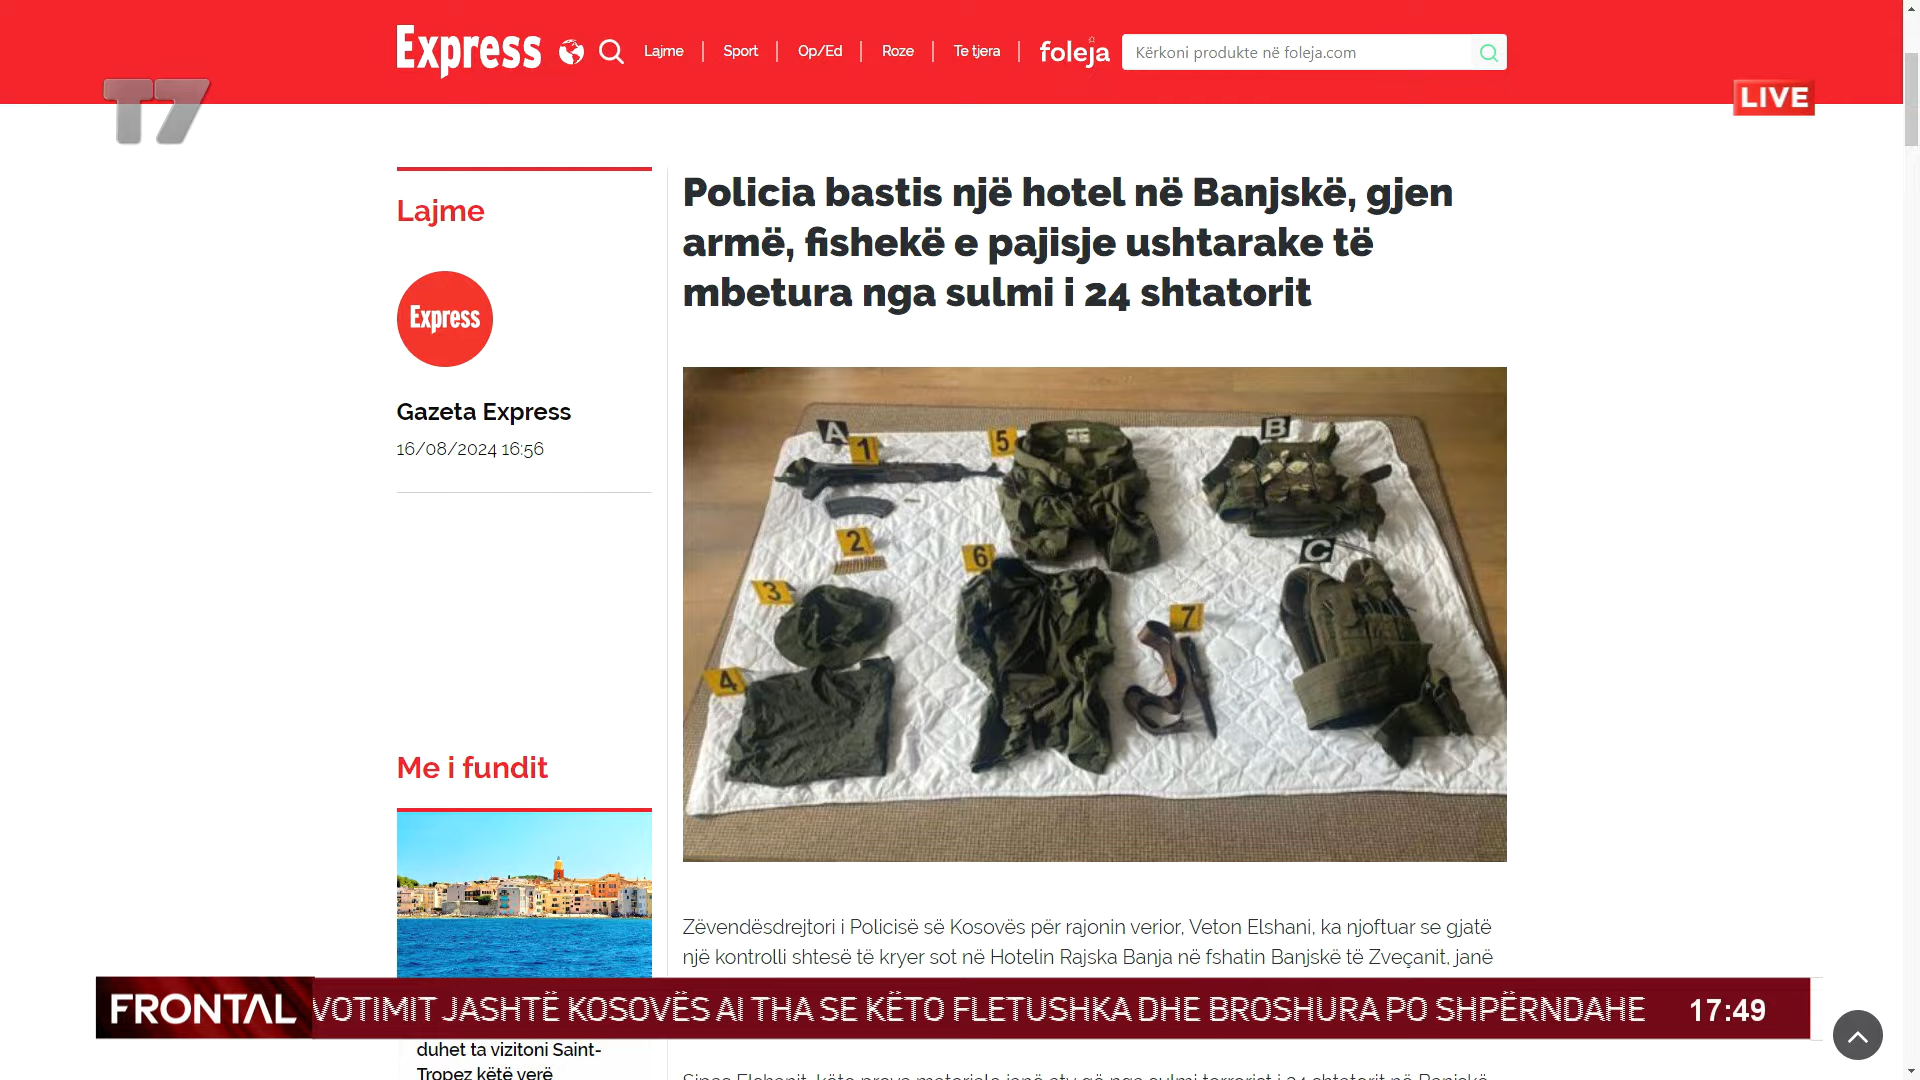 Express
Lajme
Sport
Op/Ed
Roze
Te tjera
foleja
Kërkoni produkte në foleja.com
T7
LIVE
Lajme
Express
Gazeta Express
16/08/2024 16:56
Me i fundit
Policia bastis një hotel në Banjskë, gjen
armë, fishekë e pajisje ushtarake të
mbetura nga sulmi i 24 shtatorit
A
1
5
B
2
6
C
3
7
4
Zëvendësdrejtori i Policisë së Kosovës për rajonin verior, Veton Elshani, ka njoftuar se gjatë
një kontrolli shtesë të kryer sot në Hotelin Rajska Banja në fshatin Banjskë të Zveçanit, janë
FRONTAL
VOTIMIT JASHTË KOSOVËS AI THA SE KËTO FLETUSHKA DHE BROSHURA PO SHPËRNDAHE
17:49
duhet ta vizitoni Saint-
Tropez këtë verë